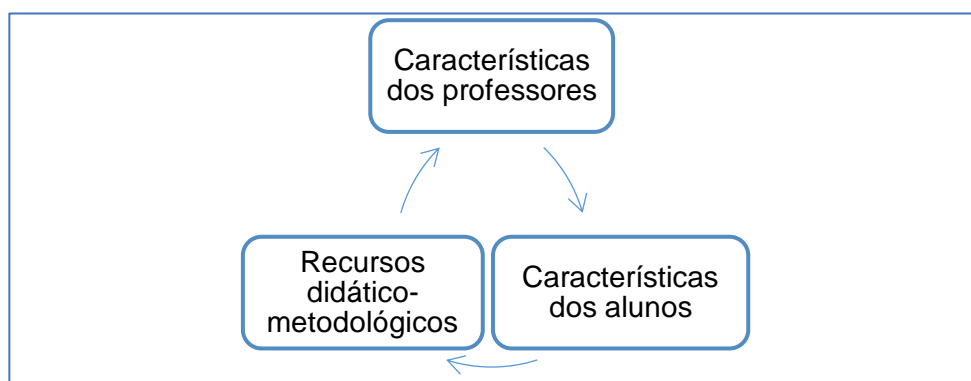 Características
dos professores
Recursos
didático-
metodológicos
Características
dos alunos